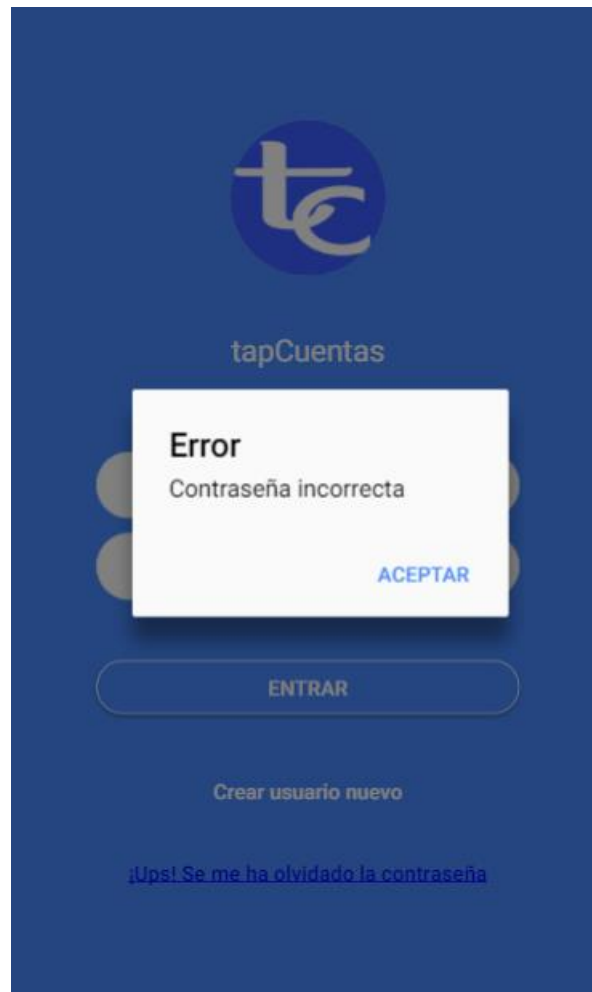 tc
tapCuentas
Error
Contraseña incorrecta
ACEPTAR
ENTRAR
Crear usuario nuevo
¡Ups! Se me ha olvidado la contraseña